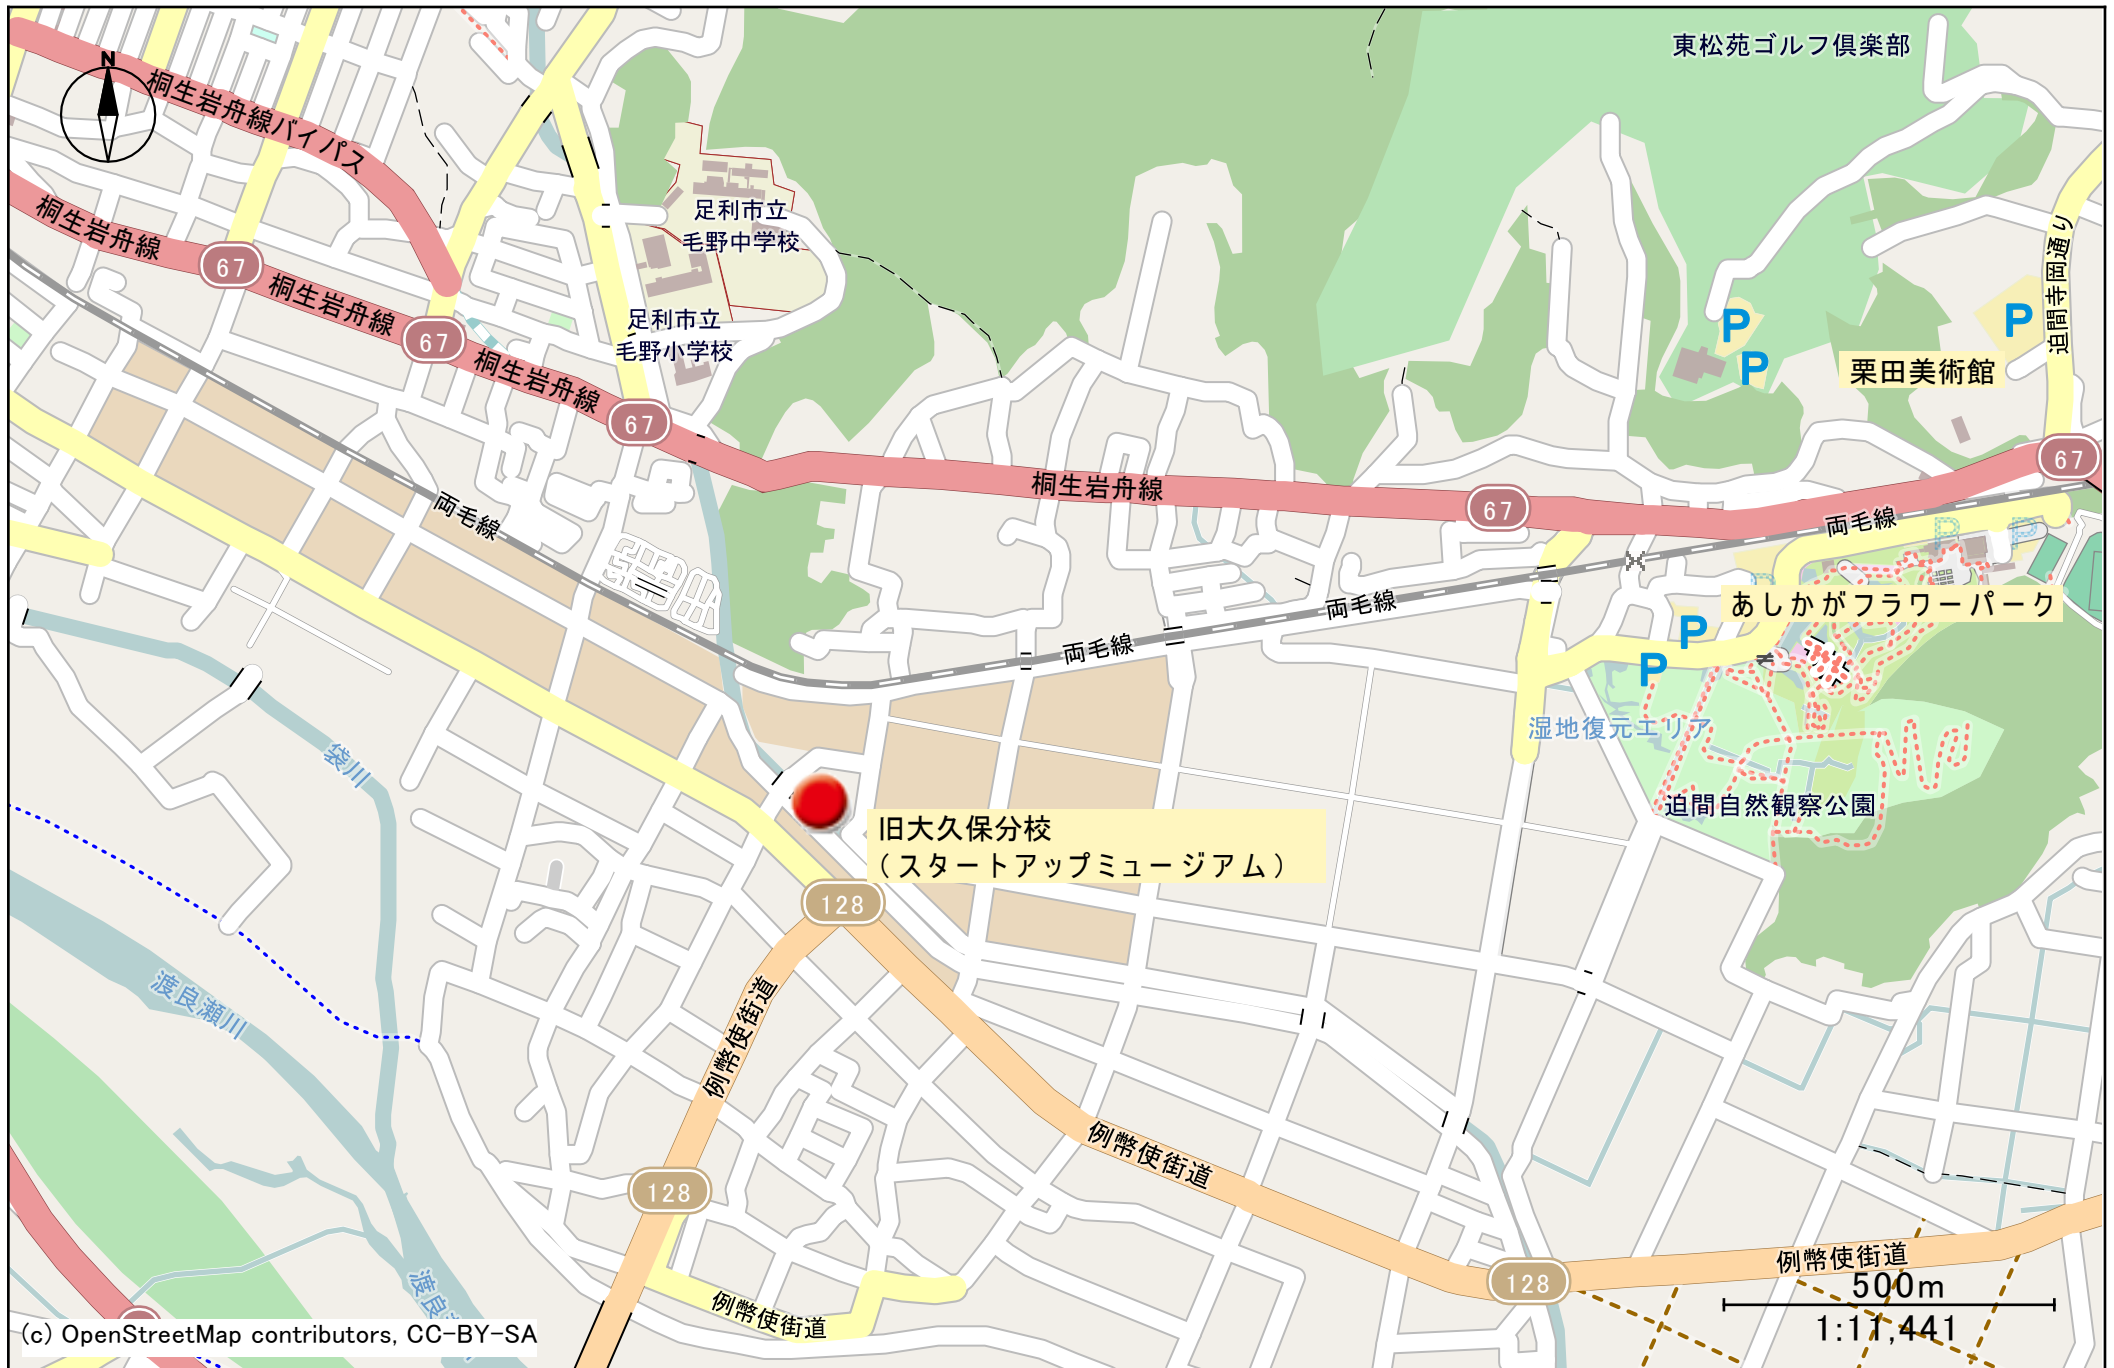 東松苑ゴルフ倶楽部
N
桐生岩舟線バイパス
桐生岩舟線
67
桐生岩舟線
67
桐生岩舟線
67
足利市立
毛野中学校
足利市立
毛野小学校
迫間寺岡通り
P
P
P
栗田美術館
67
桐生岩舟線
67
両毛線
両毛線
両毛線
両毛線
P
P
P
あしかがフラワーパーク
P
P
湿地復元エリア
迫間自然観察公園
袋川
旧大久保分校
(スタートアップミュージアム)
128
渡良瀬川
例幣使街道
例幣使街道
128
例幣使街道
128
例幣使街道
渡良
例幣使街道
500m
1:11,441
(c) OpenStreetMap contributors, CC-BY-SA